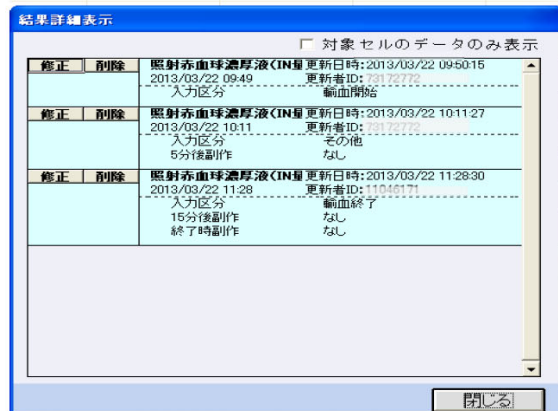 結果詳細表示
対象セルのデータのみ表示
修正 削除 照射赤血球濃厚液(IN量 更新日時:2013/03/22 09:50:15
2013/03/22 09:49 更新者ID:73172772
入力区分 輸血開始
修正 削除 照射赤血球濃厚液(IN量 更新日時:2013/03/22 10:11:27
2013/03/22 10:11 更新者ID:73172772
入力区分 その他
5分後副作 なし
修正 削除 照射赤血球濃厚液(IN量 更新日時:2013/03/22 11:28:30
2013/03/22 11:28 更新者ID:11046171
入力区分 輸血終了
15分後副作 なし
終了時副作 なし
閉じる